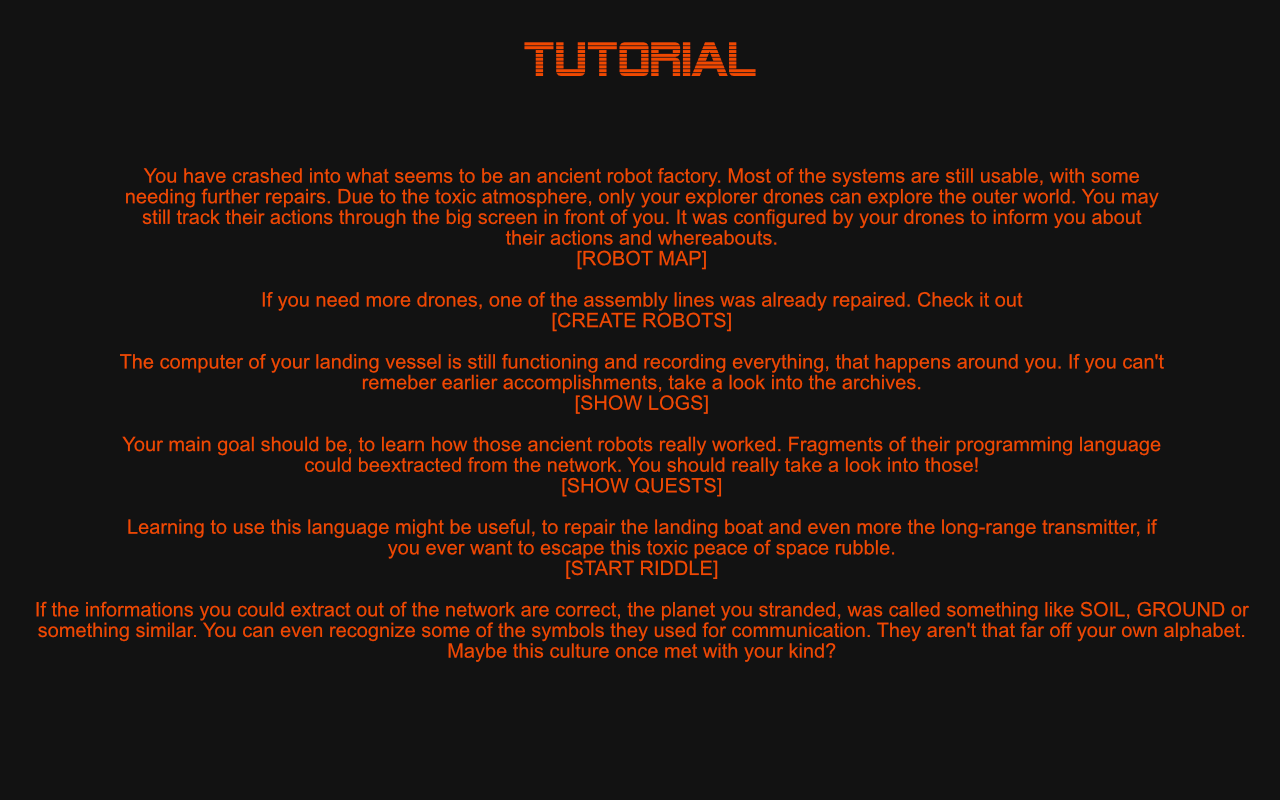 TUTORIAL
You have crashed into what seems to be an ancient robot factory. Most of the systems are still usable, with some
needing further repairs. Due to the toxic atmosphere, only your explorer drones can explore the outer world. You may
still track their actions through the big screen in front of you. It was configured by your drones to inform you about
their actions and whereabouts.
[ROBOT MAP]
If you need more drones, one of the assembly lines was already repaired. Check it out
[CREATE ROBOTS]
The computer of your landing vessel is still functioning and recording everything, that happens around you. If you can't
remeber earlier accomplishments, take a look into the archives.
[SHOW LOGS]
Your main goal should be, to learn how those ancient robots really worked. Fragments of their programming language
could beextracted from the network. You should really take a look into those!
[SHOW QUESTS]
Learning to use this language might be useful, to repair the landing boat and even more the long-range transmitter, if
you ever want to escape this toxic peace of space rubble.
[START RIDDLE]
If the informations you could extract out of the network are correct, the planet you stranded, was called something like SOIL, GROUND or
something similar. You can even recognize some of the symbols they used for communication. They aren't that far off your own alphabet.
Maybe this culture once met with your kind?